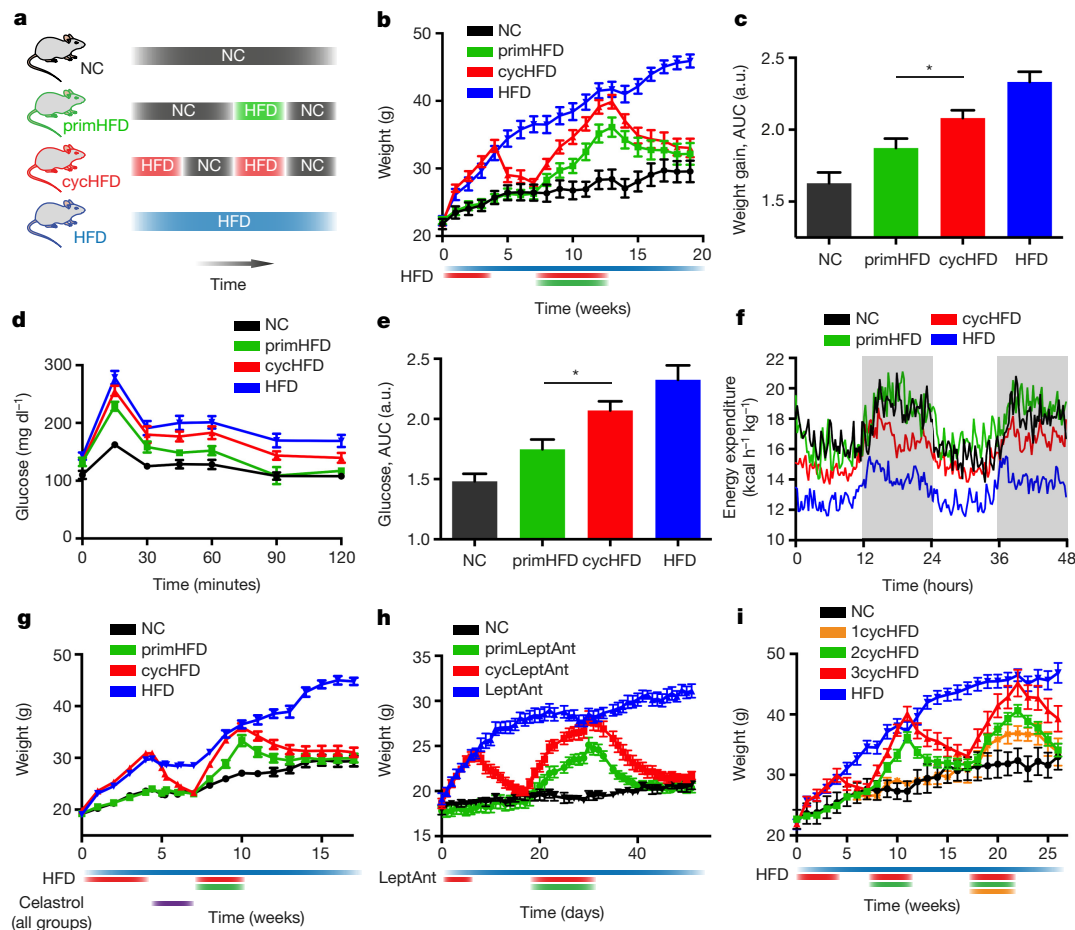 a
NC
NC
primHFD
NC HFD NC
cycHFD
HFD NC HFD NC
HFD
HFD
Time
b
NC
primHFD
cycHFD
HFD
Weight (g)
50
40
30
20
0 5 10 15 20
HFD
Time (weeks)
c
*
Weight gain, AUC (a.u.)
2.5
2.0
1.5
NC primHFD cycHFD HFD
d
NC
primHFD
cycHFD
HFD
Glucose (mg dl⁻¹)
300
200
100
0
0 30 60 90 120
Time (minutes)
e
*
Glucose, AUC (a.u.)
2.5
2.0
1.5
1.0
NC primHFD cycHFD HFD
f
NC cycHFD
primHFD HFD
Energy expenditure
(kcal h⁻¹ kg⁻¹)
22
20
18
16
14
12
10
0 12 24 36 48
Time (hours)
g
NC
primHFD
cycHFD
HFD
Weight (g)
50
40
30
20
0 5 10 15
HFD
Celastrol
(all groups)
Time (weeks)
h
NC
primLeptAnt
cycLeptAnt
LeptAnt
Weight (g)
35
30
25
20
15
0 20 40
LeptAnt
Time (days)
i
NC
1cycHFD
2cycHFD
3cycHFD
HFD
Weight (g)
50
40
30
20
0 5 10 15 20 25
HFD
Time (weeks)